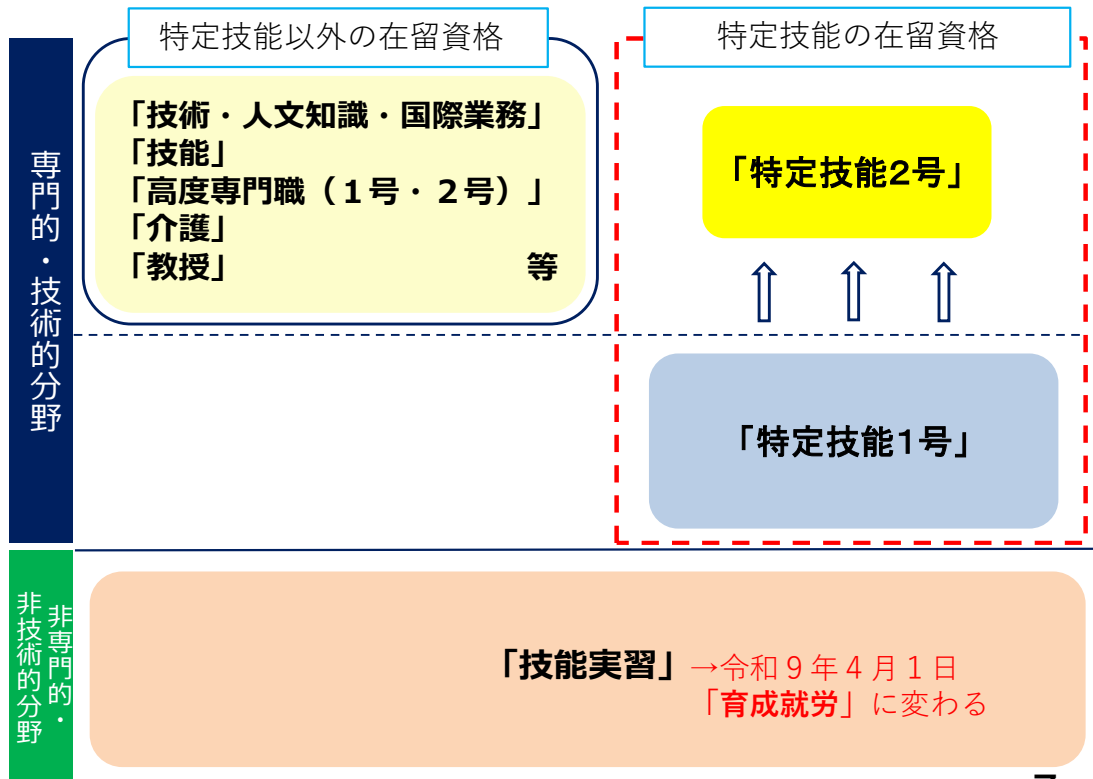 特定技能以外の在留資格
特定技能の在留資格
専門的・技術的分野
「技術・人文知識・国際業務」
「技能」
「高度専門職（１号・２号）」
「介護」
「教授」 等
「特定技能2号」
「特定技能1号」
非専門的・
非技術的分野
「技能実習」→令和９年４月１日
「育成就労」に変わる